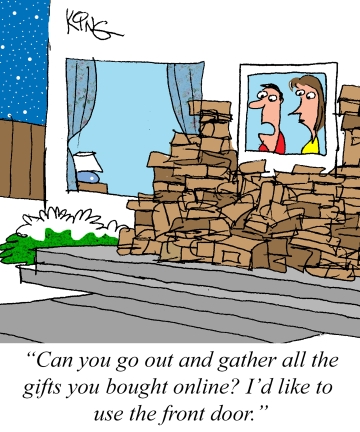 KING
“Can you go out and gather all the
gifts you bought online? I’d like to
use the front door.”